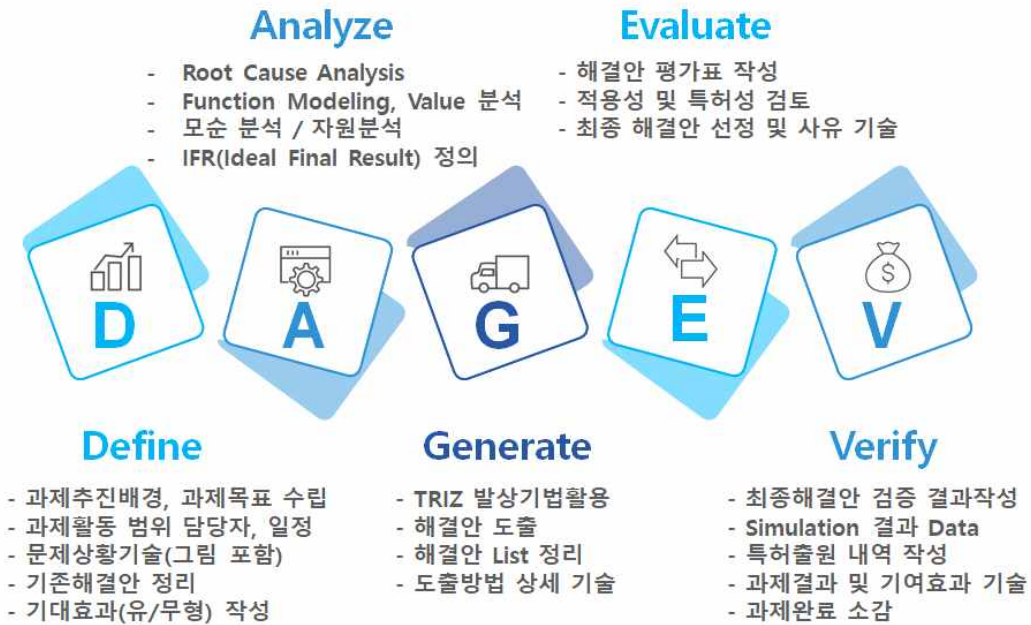 Analyze
- Root Cause Analysis
- Function Modeling, Value 분석
- 모순 분석 / 자원분석
- IFR(Ideal Final Result) 정의
Evaluate
- 해결안 평가표 작성
- 적용성 및 특허성 검토
- 최종 해결안 선정 및 사유 기술
D
A
G
E
$
V
Define
- 과제추진배경, 과제목표 수립
- 과제활동 범위 담당자, 일정
- 문제상황기술(그림 포함)
- 기존해결안 정리
- 기대효과(유/무형) 작성
Generate
- TRIZ 발상기법활용
- 해결안 도출
- 해결안 List 정리
- 도출방법 상세 기술
Verify
- 최종해결안 검증 결과작성
- Simulation 결과 Data
- 특허출원 내역 작성
- 과제결과 및 기여효과 기술
- 과제완료 소감